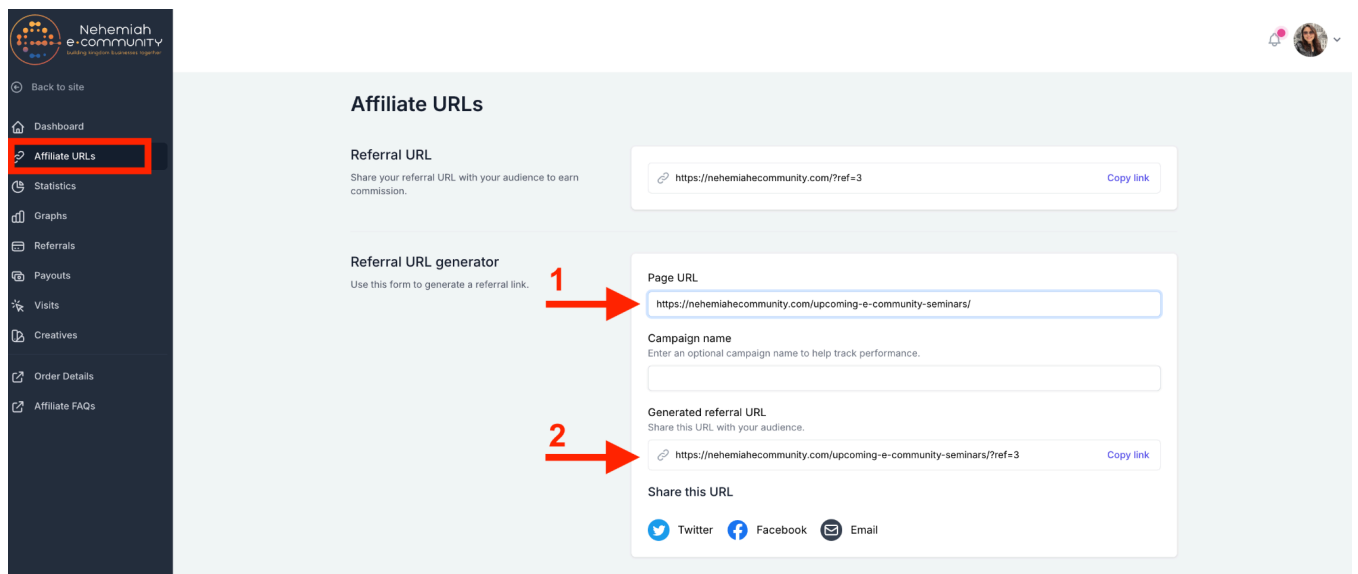 Nehemiah
e·community
building kingdom businesses together
Back to site
Dashboard
Affiliate URLs
Statistics
Graphs
Referrals
Payouts
Visits
Creatives
Order Details
Affiliate FAQs
Affiliate URLs
Referral URL
Share your referral URL with your audience to earn
commission.
https://nehemiahecommunity.com/?ref=3 Copy link
Referral URL generator
Use this form to generate a referral link.
1
Page URL
https://nehemiahecommunity.com/upcoming-e-community-seminars/
Campaign name
Enter an optional campaign name to help track performance.
Generated referral URL
Share this URL with your audience.
2
https://nehemiahecommunity.com/upcoming-e-community-seminars/?ref=3 Copy link
Share this URL
Twitter Facebook Email